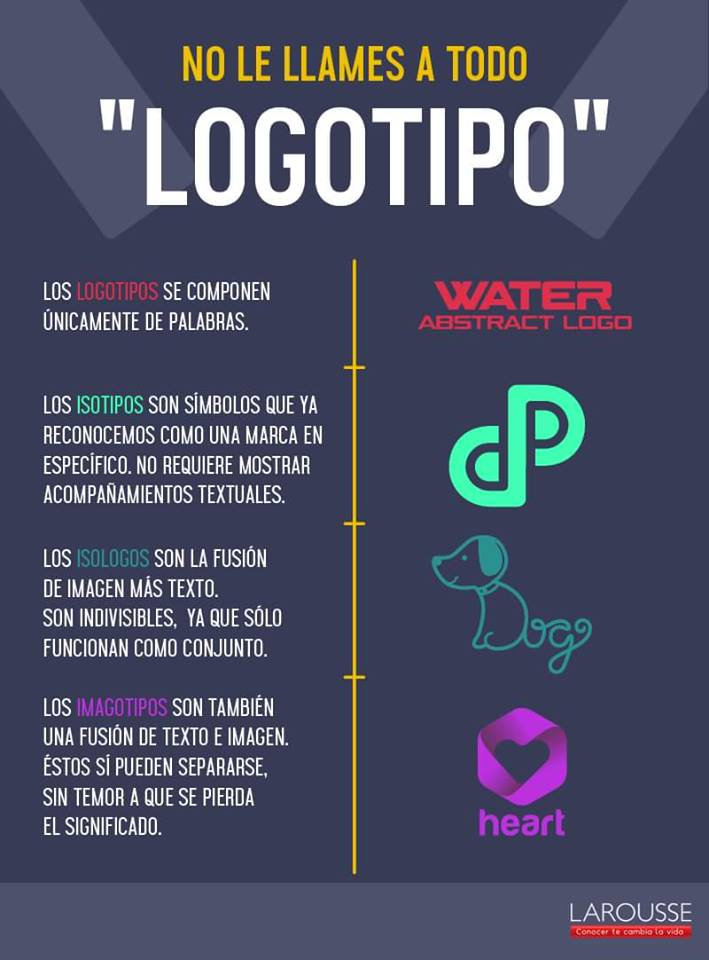 NO LE LLAMES A TODO
"LOGOTIPO"
LOS LOGOTIPOS SE COMPONEN
ÚNICAMENTE DE PALABRAS.
WATER
ABSTRACT LOGO
LOS ISOTIPOS SON SÍMBOLOS QUE YA
RECONOCEMOS COMO UNA MARCA EN
ESPECÍFICO. NO REQUIERE MOSTRAR
ACOMPAÑAMIENTOS TEXTUALES.
dP
LOS ISOLOGOS SON LA FUSIÓN
DE IMAGEN MÁS TEXTO.
SON INDIVISIBLES, YA QUE SÓLO
FUNCIONAN COMO CONJUNTO.
Dog
LOS IMAGOTIPOS SON TAMBIÉN
UNA FUSIÓN DE TEXTO E IMAGEN.
ÉSTOS SÍ PUEDEN SEPARARSE,
SIN TEMOR A QUE SE PIERDA
EL SIGNIFICADO.
heart
LAROUSSE
Conocer te cambia la vida